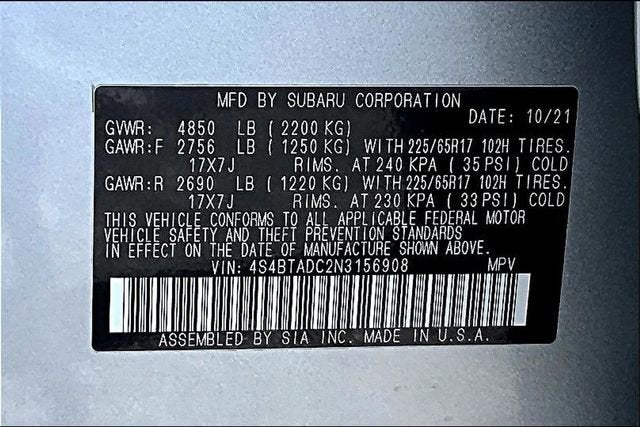 MFD BY SUBARU CORPORATION
DATE: 10/21
GVWR: 4850 LB ( 2200 KG)
GAWR:F 2756 LB ( 1250 KG) WITH 225/65R17 102H TIRES.
17X7J RIMS. AT 240 KPA ( 35 PSI) COLD
GAWR:R 2690 LB ( 1220 KG) WITH 225/65R17 102H TIRES.
17X7J RIMS. AT 230 KPA ( 33 PSI) COLD
THIS VEHICLE CONFORMS TO ALL APPLICABLE FEDERAL MOTOR
VEHICLE SAFETY AND THEFT PREVENTION STANDARDS
IN EFFECT ON THE DATE OF MANUFACTURE SHOWN ABOVE.
VIN: 4S4BTADC2N3156908 MPV
ASSEMBLED BY SIA INC. MADE IN U.S.A.